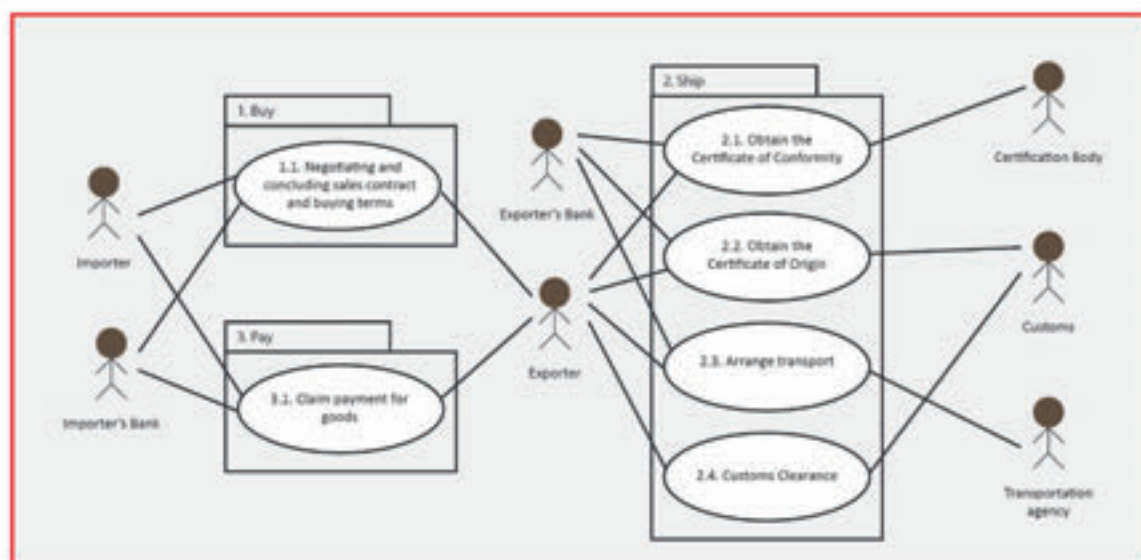 1. Buy
1.1. Negotiating and
concluding sales contract
and buying terms
Importer
Importer's Bank
3. Pay
3.1. Claim payment for
goods
Exporter's Bank
Exporter
2. Ship
2.1. Obtain the
Certificate of Conformity
2.2. Obtain the
Certificate of Origin
2.3. Arrange transport
2.4. Customs Clearance
Certification Body
Customs
Transportation
agency